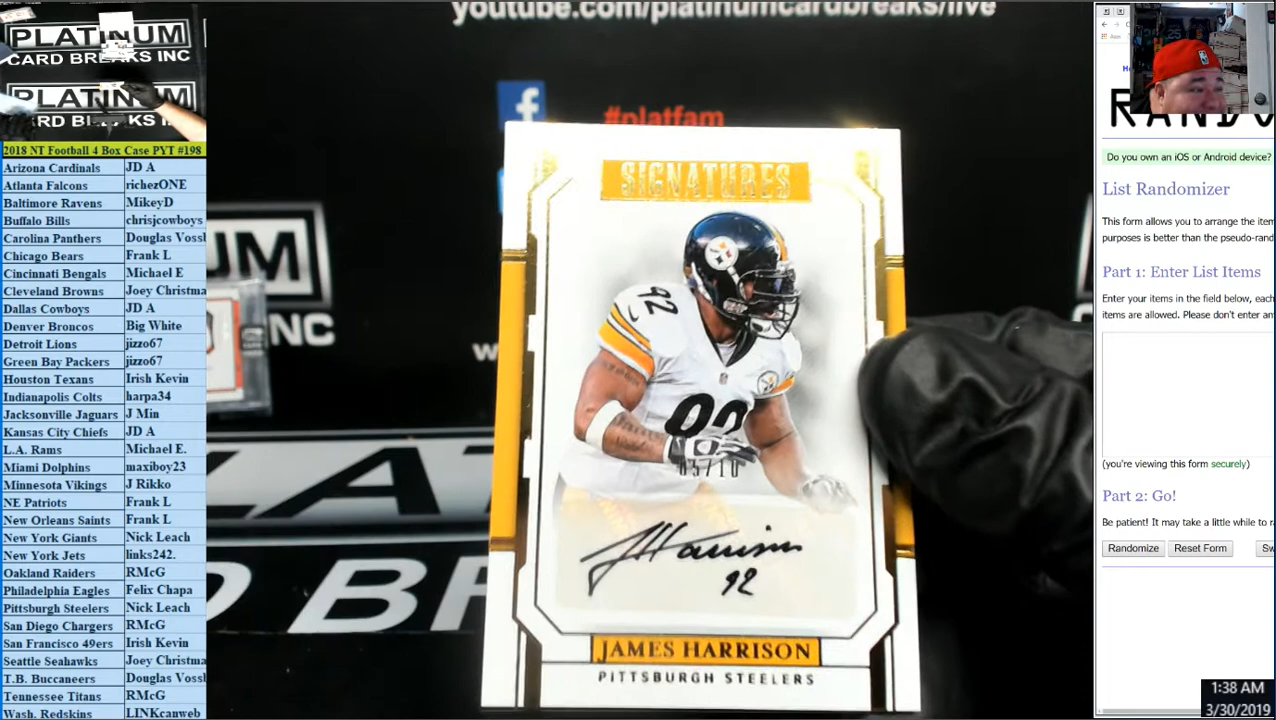 youtube.com/platinumcardbreaks/live
#platfam
PLATINUM
CARD BREAKS INC
PLATINUM
2018 NT Football 4 Box Case PYT #198
Arizona Cardinals JD A
Atlanta Falcons richezONE
Baltimore Ravens MikeyD
Buffalo Bills chrisjcowboys
Carolina Panthers Douglas Vossb
Chicago Bears Frank L
Cincinnati Bengals Michael E
Cleveland Browns Joey Christma
Dallas Cowboys JD A
Denver Broncos Big White
Detroit Lions jizzo67
Green Bay Packers jizzo67
Houston Texans Irish Kevin
Indianapolis Colts harpa34
Jacksonville Jaguars J Min
Kansas City Chiefs JD A
L.A. Rams Michael E.
Miami Dolphins maxiboy23
Minnesota Vikings J Rikko
NE Patriots Frank L
New Orleans Saints Frank L
New York Giants Nick Leach
New York Jets links242.
Oakland Raiders RMcG
Philadelphia Eagles Felix Chapa
Pittsburgh Steelers Nick Leach
San Diego Chargers RMcG
San Francisco 49ers Irish Kevin
Seattle Seahawks Joey Christma
T.B. Buccaneers Douglas Vossb
Tennessee Titans RMcG
Wash. Redskins LINKcanweb
SIGNATURES
92
92
05/10
J Harrison
92
JAMES HARRISON
PITTSBURGH STEELERS
Do you own an iOS or Android device?
List Randomizer
This form allows you to arrange the item
purposes is better than the pseudo-rand
Part 1: Enter List Items
Enter your items in the field below, each
items are allowed. Please don't enter an
(you're viewing this form securely)
Part 2: Go!
Be patient! It may take a little while to r
Randomize Reset Form Sw
1:38 AM
3/30/2019